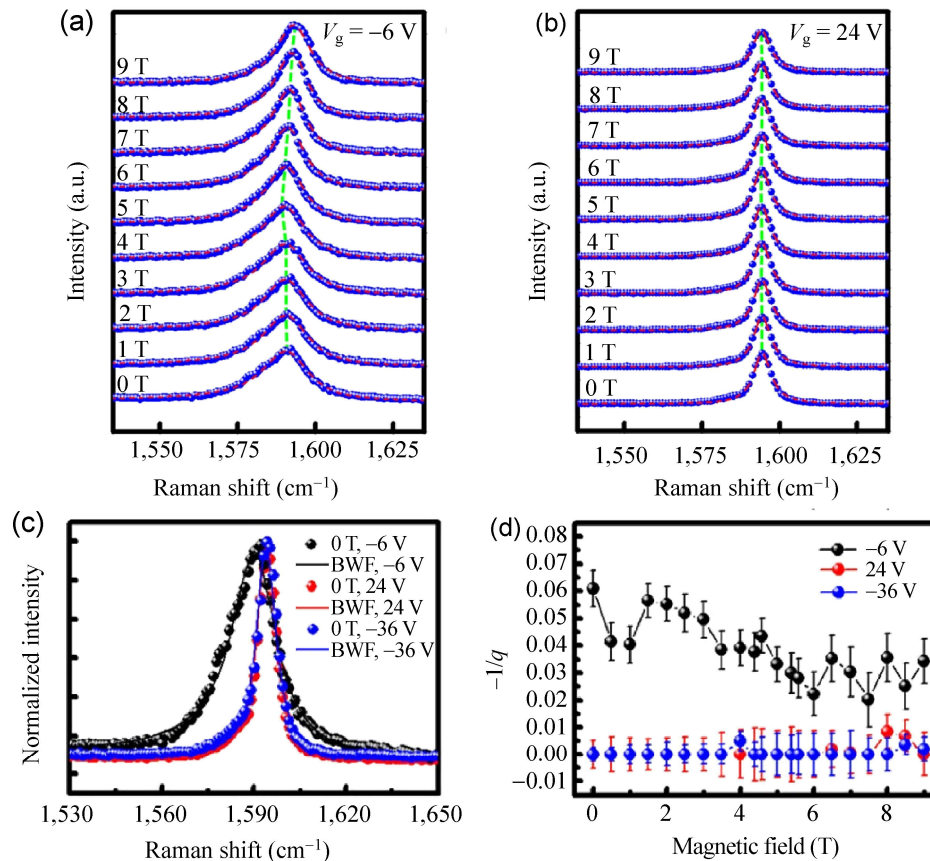 (a)
Vg = –6 V
9 T
8 T
7 T
6 T
5 T
4 T
3 T
2 T
1 T
0 T
Intensity (a.u.)
1,550
1,575
1,600
1,625
Raman shift (cm–1)
(b)
Vg = 24 V
9 T
8 T
7 T
6 T
5 T
4 T
3 T
2 T
1 T
0 T
Intensity (a.u.)
1,550
1,575
1,600
1,625
Raman shift (cm–1)
(c)
0 T, –6 V
BWF, –6 V
0 T, 24 V
BWF, 24 V
0 T, –36 V
BWF, –36 V
Normalized intensity
1,530
1,560
1,590
1,620
1,650
Raman shift (cm–1)
(d)
0.08
0.07
0.06
0.05
0.04
0.03
0.02
0.01
0.00
–0.01
–1/q
–6 V
24 V
–36 V
0
2
4
6
8
Magnetic field (T)